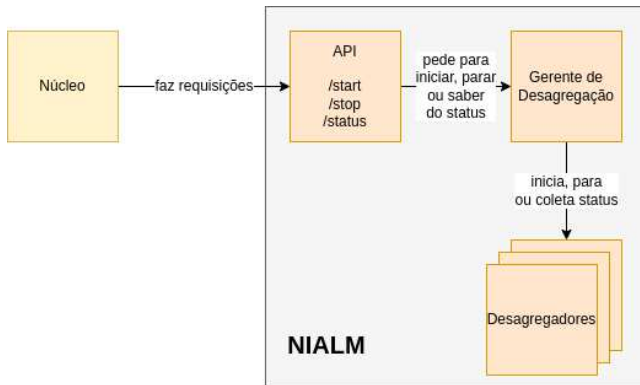 Núcleo
faz requisições
API
/start
/stop
/status
pede para
iniciar, parar
ou saber
do status
Gerente de
Desagregação
inicia, para
ou coleta status
Desagregadores
NIALM